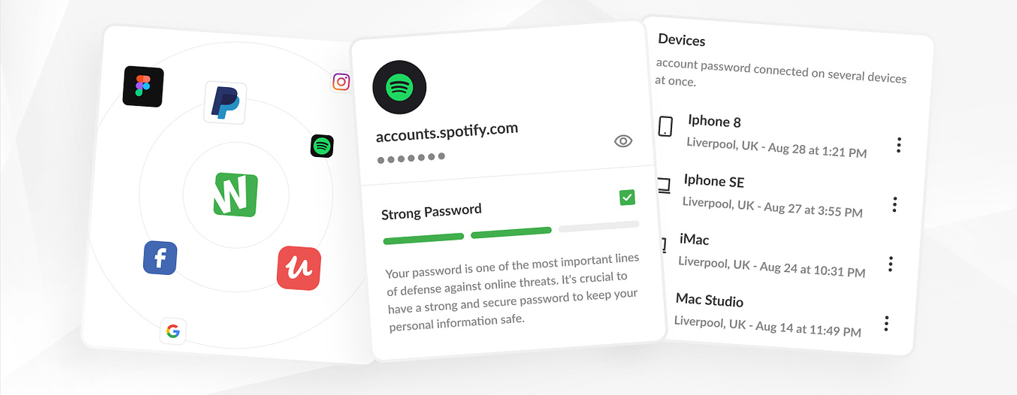 W
f
G
accounts.spotify.com
Strong Password
Your password is one of the most important lines
of defense against online threats. It's crucial to
have a strong and secure password to keep your
personal information safe.
Devices
account password connected on several devices
at once.
Iphone 8
Liverpool, UK - Aug 28 at 1:21 PM
Iphone SE
Liverpool, UK - Aug 27 at 3:55 PM
iMac
Liverpool, UK - Aug 24 at 10:31 PM
Mac Studio
Liverpool, UK - Aug 14 at 11:49 PM